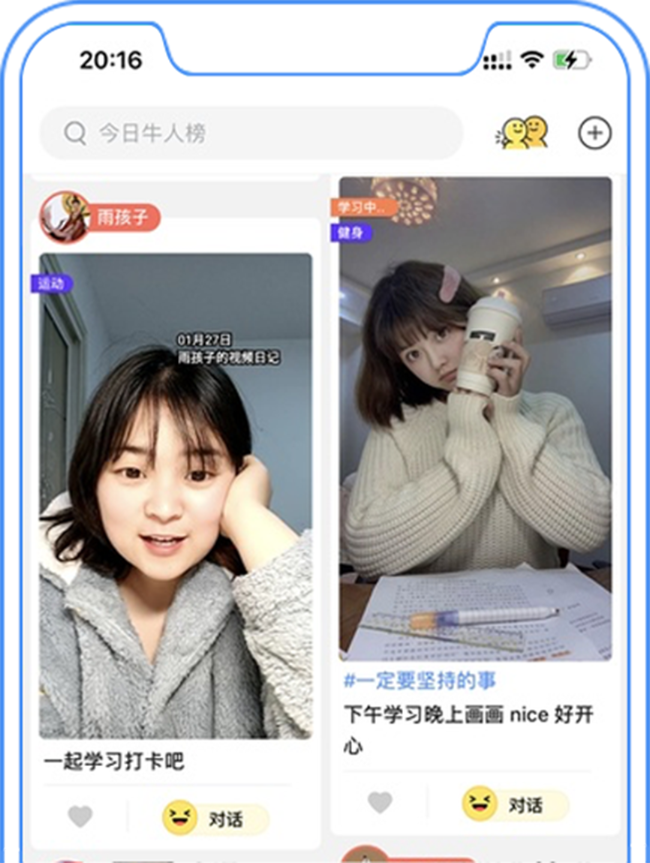 20:16
今日牛人榜
雨孩子
运动
01月27日
雨孩子的视频日记
一起学习打卡吧
对话
学习中..
健身
#一定要坚持的事
下午学习晚上画画 nice 好开
心
对话